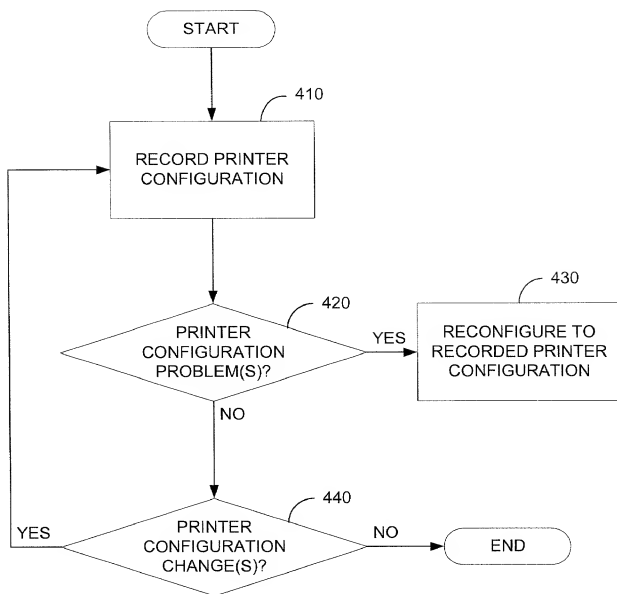 START
410
RECORD PRINTER
CONFIGURATION
420
PRINTER
CONFIGURATION
PROBLEM(S)?
YES
430
RECONFIGURE TO
RECORDED PRINTER
CONFIGURATION
NO
440
PRINTER
CONFIGURATION
CHANGE(S)?
YES
NO
END